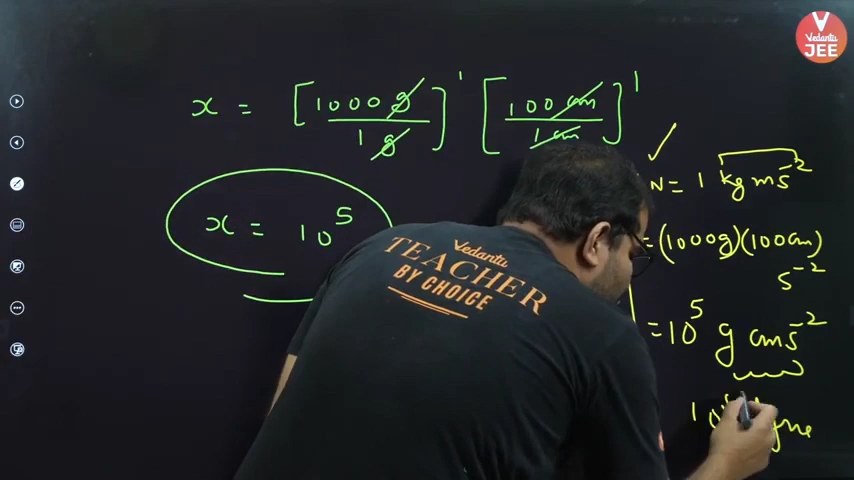 Vedantu
JEE
x = [1000 g / 1 g]¹ [100 cm / 1 cm]¹
x = 10⁵
N = 1 kg m s⁻²
= (1000g)(100cm)
s⁻²
= 10⁵ g cm s⁻²
Vedantu
TEACHER
BY CHOICE